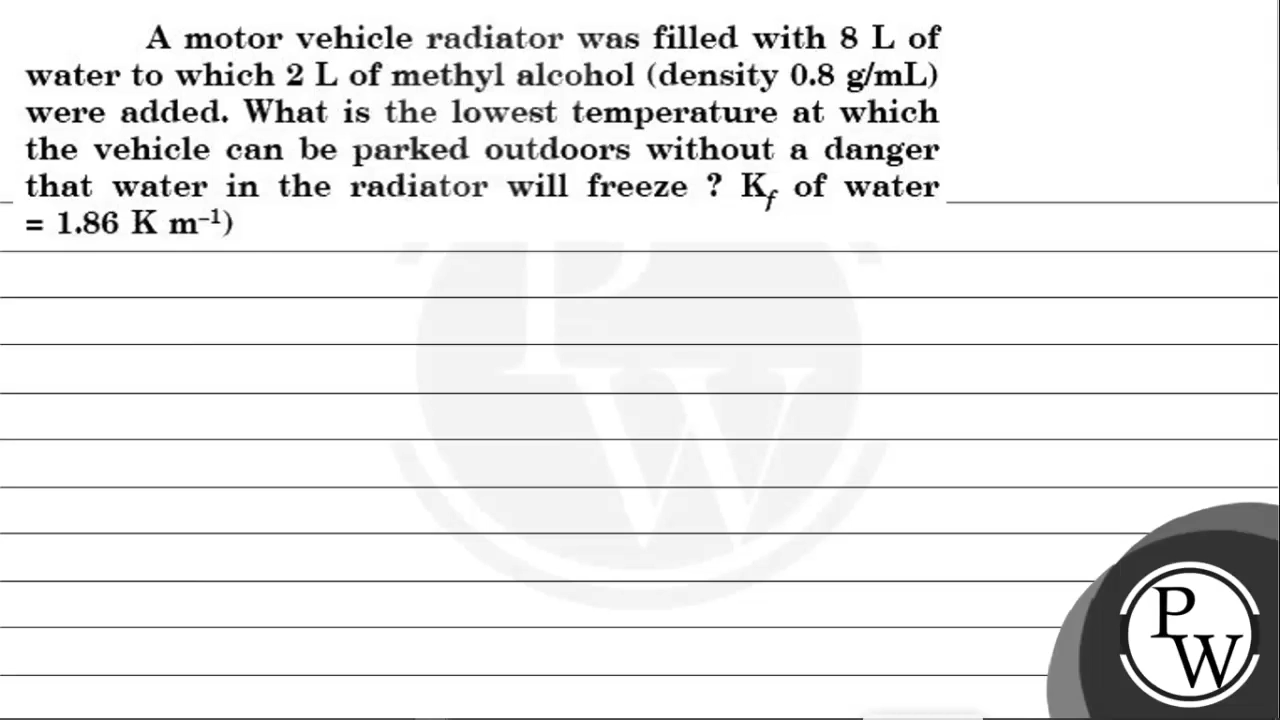 A motor vehicle radiator was filled with 8 L of
water to which 2 L of methyl alcohol (density 0.8 g/mL)
were added. What is the lowest temperature at which
the vehicle can be parked outdoors without a danger
that water in the radiator will freeze ? K_f of water
= 1.86 K m⁻¹)
P
W
P
W